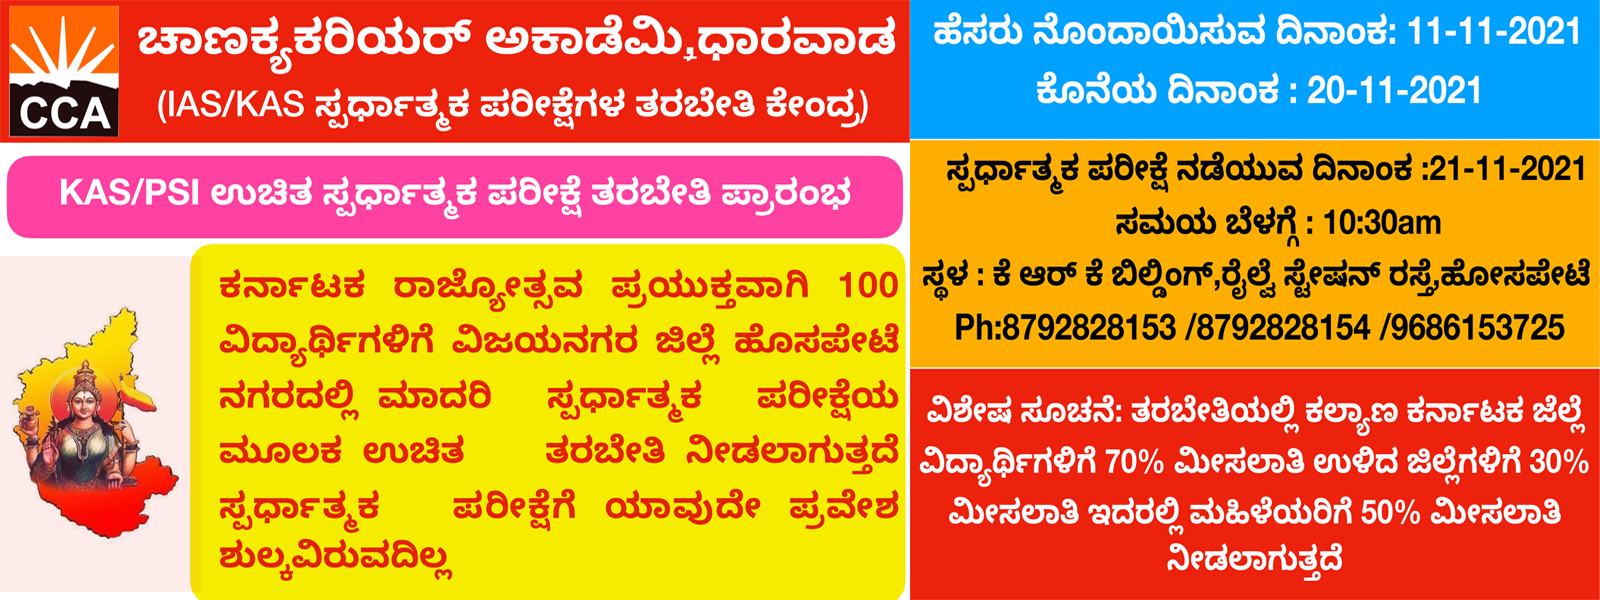 CCA
ಚಾಣಕ್ಯಕರಿಯರ್ ಅಕಾಡೆಮಿ,ಧಾರವಾಡ
(IAS/KAS ಸ್ಪರ್ಧಾತ್ಮಕ ಪರೀಕ್ಷೆಗಳ ತರಬೇತಿ ಕೇಂದ್ರ)
KAS/PSI ಉಚಿತ ಸ್ಪರ್ಧಾತ್ಮಕ ಪರೀಕ್ಷೆ ತರಬೇತಿ ಪ್ರಾರಂಭ
ಕರ್ನಾಟಕ ರಾಜ್ಯೋತ್ಸವ ಪ್ರಯುಕ್ತವಾಗಿ 100
ವಿದ್ಯಾರ್ಥಿಗಳಿಗೆ ವಿಜಯನಗರ ಜಿಲ್ಲೆ ಹೊಸಪೇಟೆ
ನಗರದಲ್ಲಿ ಮಾದರಿ ಸ್ಪರ್ಧಾತ್ಮಕ ಪರೀಕ್ಷೆಯ
ಮೂಲಕ ಉಚಿತ ತರಬೇತಿ ನೀಡಲಾಗುತ್ತದೆ
ಸ್ಪರ್ಧಾತ್ಮಕ ಪರೀಕ್ಷೆಗೆ ಯಾವುದೇ ಪ್ರವೇಶ
ಶುಲ್ಕವಿರುವದಿಲ್ಲ
ಹೆಸರು ನೊಂದಾಯಿಸುವ ದಿನಾಂಕ: 11-11-2021
ಕೊನೆಯ ದಿನಾಂಕ : 20-11-2021
ಸ್ಪರ್ಧಾತ್ಮಕ ಪರೀಕ್ಷೆ ನಡೆಯುವ ದಿನಾಂಕ :21-11-2021
ಸಮಯ ಬೆಳಗ್ಗೆ : 10:30am
ಸ್ಥಳ : ಕೆ ಆರ್ ಕೆ ಬಿಲ್ಡಿಂಗ್,ರೈಲ್ವೆ ಸ್ಟೇಷನ್ ರಸ್ತೆ,ಹೋಸಪೇಟೆ
Ph:8792828153 /8792828154 /9686153725
ವಿಶೇಷ ಸೂಚನೆ: ತರಬೇತಿಯಲ್ಲಿ ಕಲ್ಯಾಣ ಕರ್ನಾಟಕ ಜೆಲ್ಲೆ
ವಿದ್ಯಾರ್ಥಿಗಳಿಗೆ 70% ಮೀಸಲಾತಿ ಉಳಿದ ಜಿಲ್ಲೆಗಳಿಗೆ 30%
ಮೀಸಲಾತಿ ಇದರಲ್ಲಿ ಮಹಿಳೆಯರಿಗೆ 50% ಮೀಸಲಾತಿ
ನೀಡಲಾಗುತ್ತದೆ